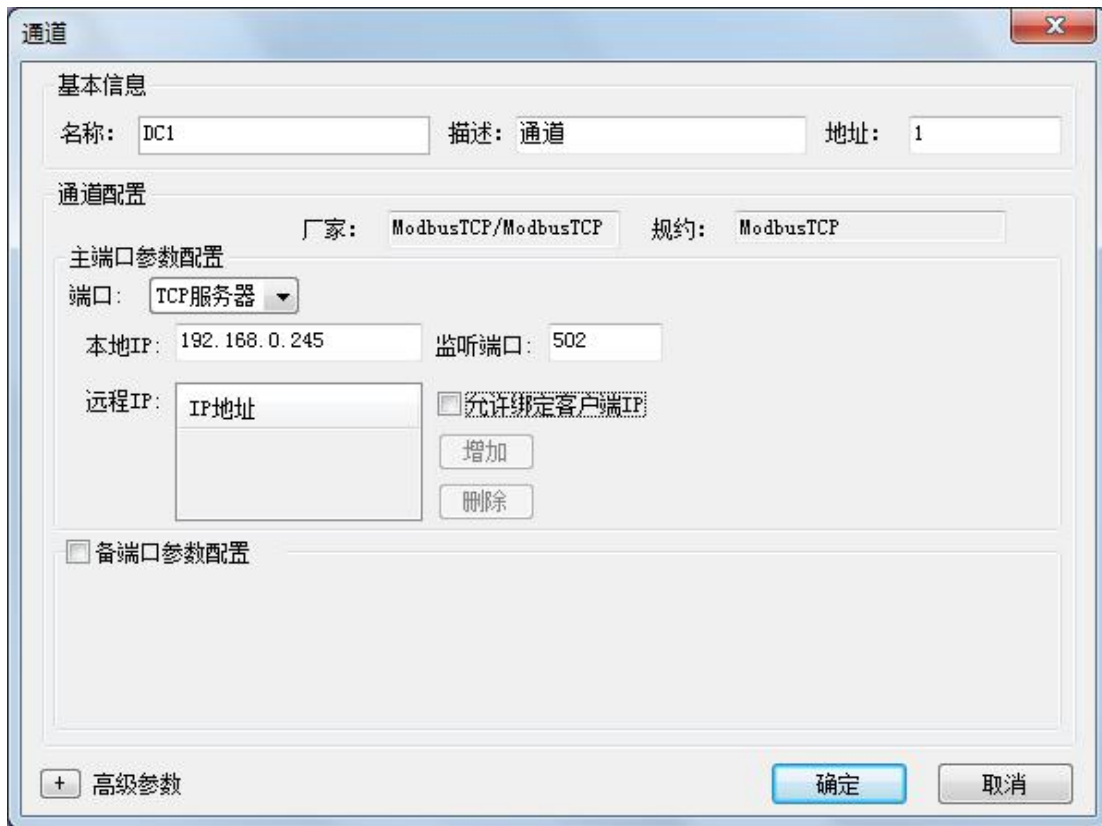 通道
基本信息
名称: DC1 描述: 通道 地址: 1
通道配置
厂家: ModbusTCP/ModbusTCP 规约: ModbusTCP
主端口参数配置
端口: TCP服务器
本地IP: 192.168.0.245 监听端口: 502
远程IP: IP地址 允许绑定客户端IP
增加
删除
备端口参数配置
+ 高级参数 确定 取消